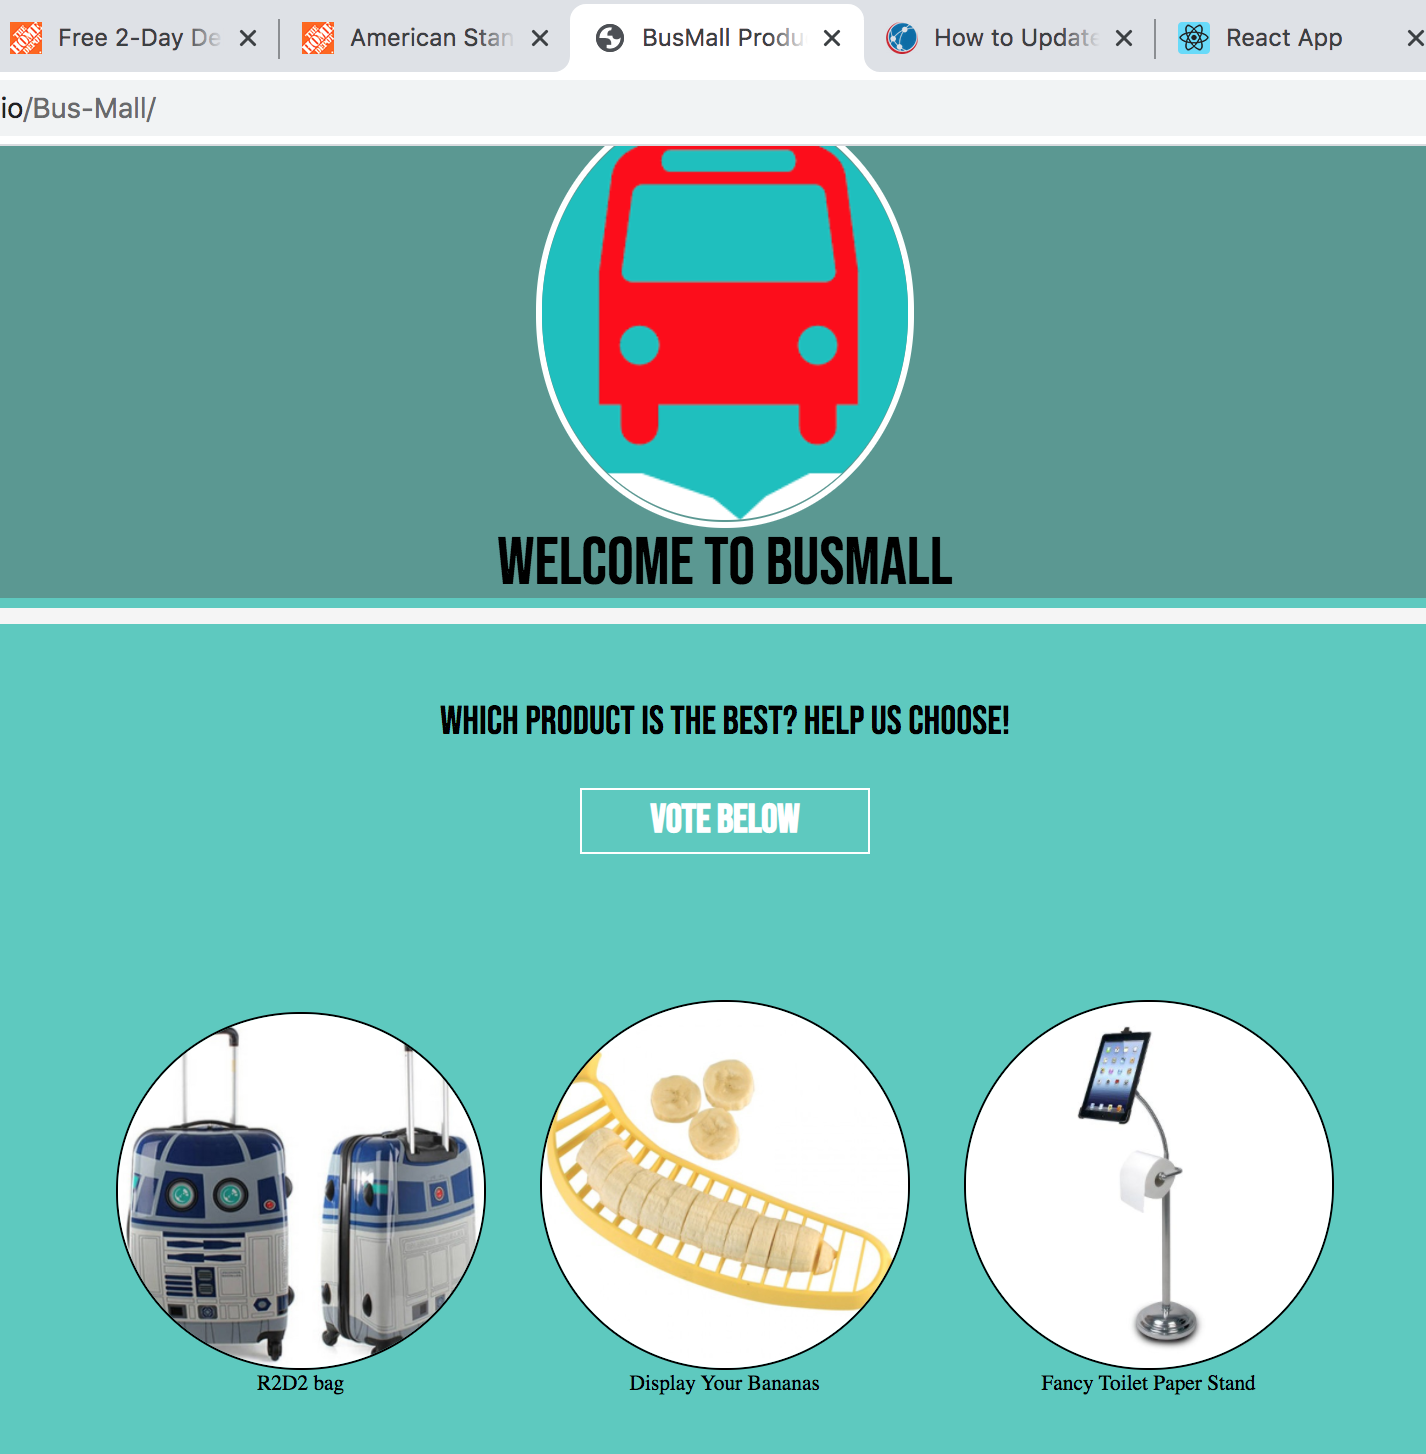 Free 2-Day De
American Stan
BusMall Produ
How to Update
React App
io/Bus-Mall/
WELCOME TO BUSMALL
WHICH PRODUCT IS THE BEST? HELP US CHOOSE!
VOTE BELOW
R2D2 bag
Display Your Bananas
Fancy Toilet Paper Stand